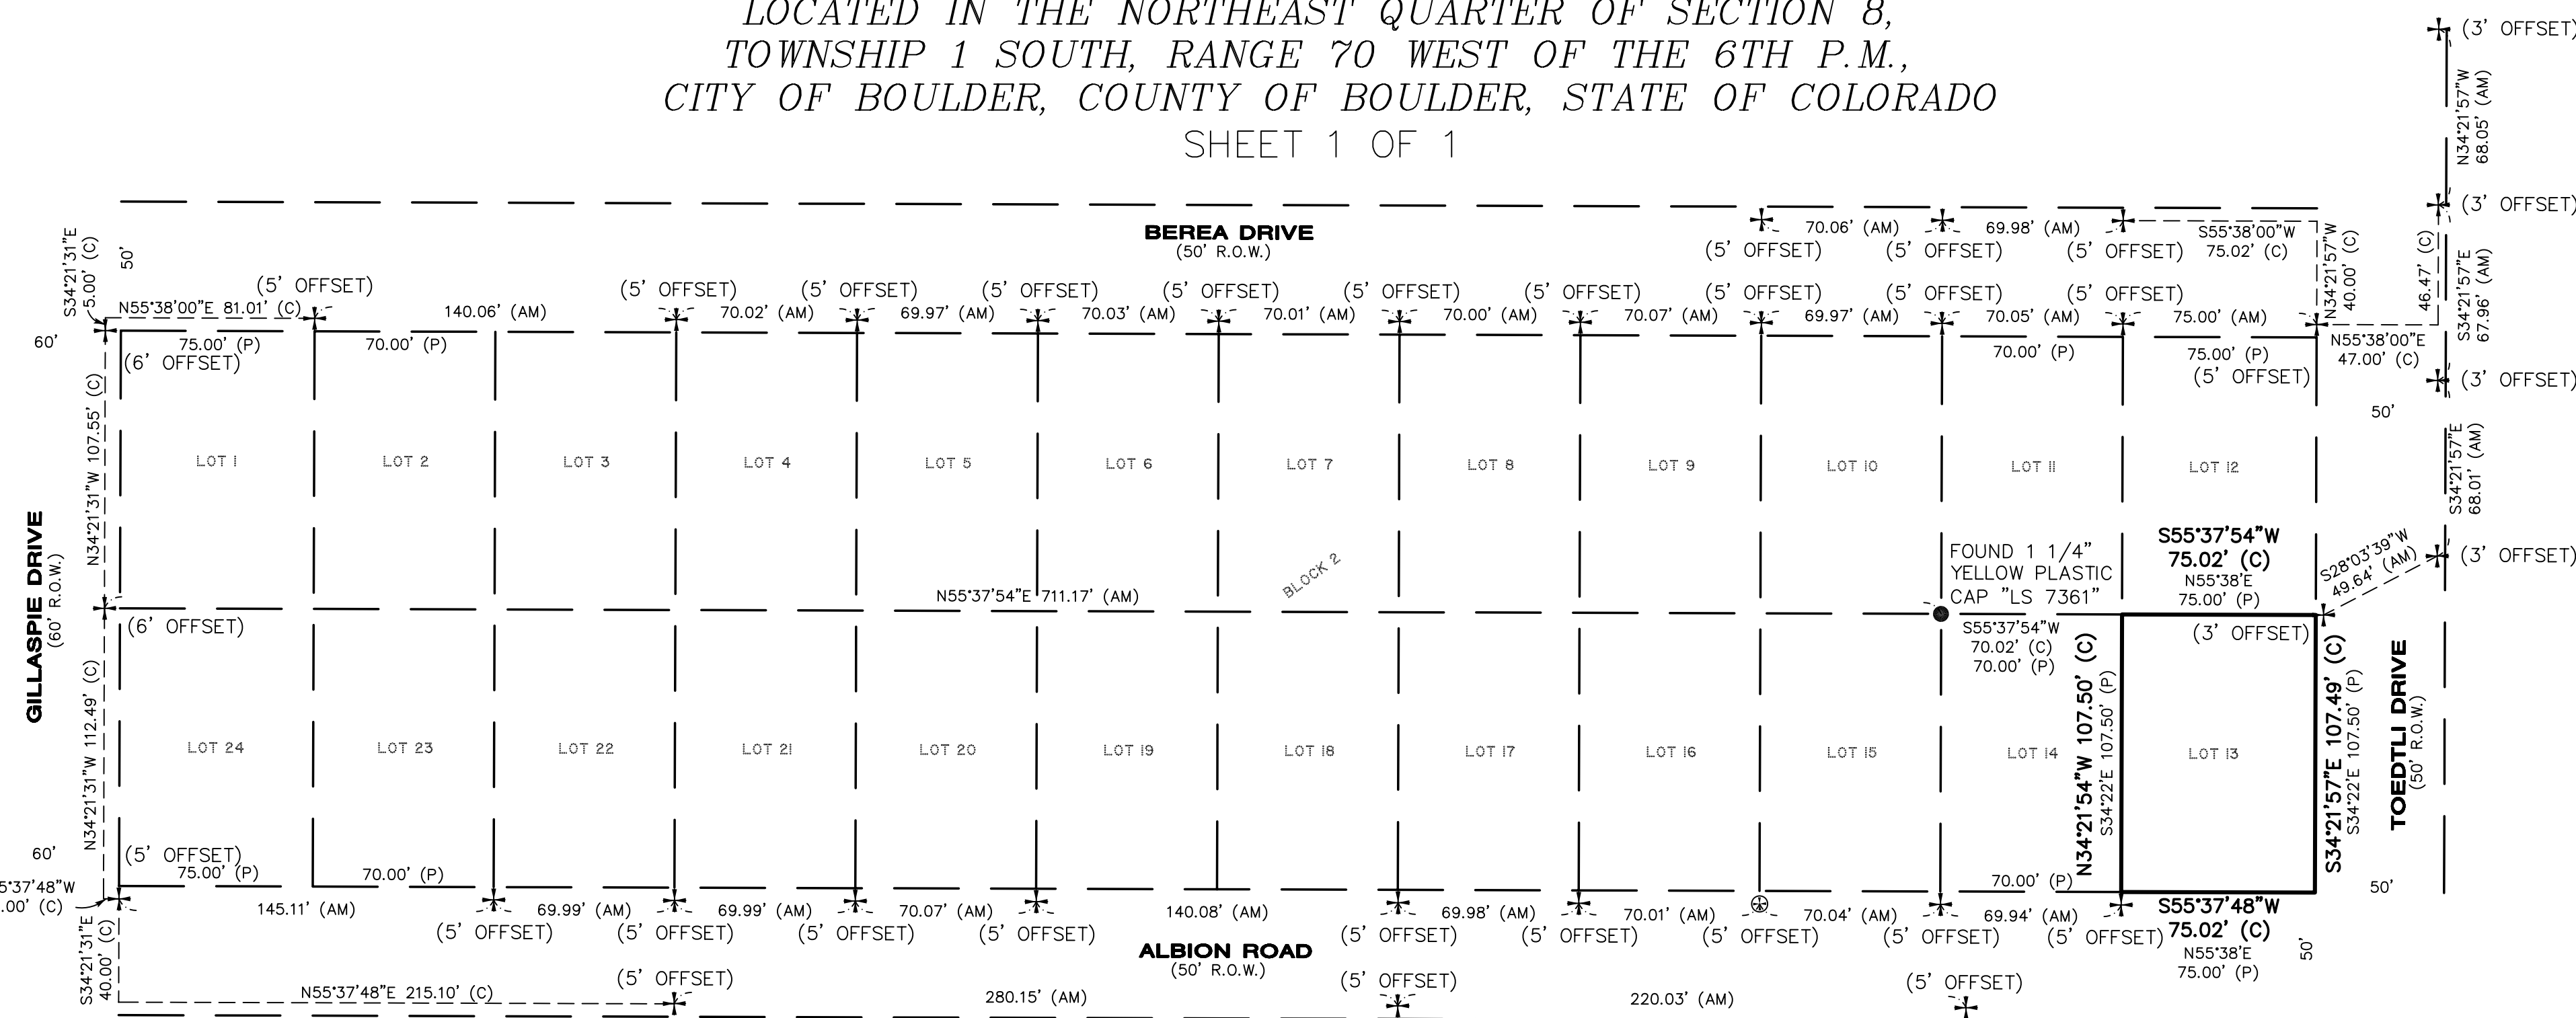 LOCATED IN THE NORTHEAST QUARTER OF SECTION 8,
TOWNSHIP 1 SOUTH, RANGE 70 WEST OF THE 6TH P.M.,
CITY OF BOULDER, COUNTY OF BOULDER, STATE OF COLORADO
SHEET 1 OF 1
(3' OFFSET)
N34°21'57"W
68.05' (AM)
(3' OFFSET)
S34°21'57"E
67.96' (AM)
46.47' (C)
(3' OFFSET)
S34°21'57"E
68.01' (AM)
(3' OFFSET)
BEREA DRIVE
(50' R.O.W.)
70.06' (AM)
69.98' (AM)
S55°38'00"W
75.02' (C)
(5' OFFSET)
(5' OFFSET)
(5' OFFSET)
N34°21'57"W
40.00' (C)
S34°21'31"E
5.00' (C)
50'
(5' OFFSET)
(5' OFFSET)
(5' OFFSET)
(5' OFFSET)
(5' OFFSET)
(5' OFFSET)
(5' OFFSET)
(5' OFFSET)
(5' OFFSET)
(5' OFFSET)
N55°38'00"E 81.01' (C)
140.06' (AM)
70.02' (AM)
69.97' (AM)
70.03' (AM)
70.01' (AM)
70.00' (AM)
70.07' (AM)
69.97' (AM)
70.05' (AM)
75.00' (AM)
60'
75.00' (P)
70.00' (P)
70.00' (P)
75.00' (P)
N55°38'00"E
47.00' (C)
(6' OFFSET)
(5' OFFSET)
50'
N34°21'31"W 107.55' (C)
LOT 1
LOT 2
LOT 3
LOT 4
LOT 5
LOT 6
LOT 7
LOT 8
LOT 9
LOT 10
LOT 11
LOT 12
GILLASPIE DRIVE
(60' R.O.W.)
N55°37'54"E 711.17' (AM)
BLOCK 2
FOUND 1 1/4"
YELLOW PLASTIC
CAP "LS 7361"
S55°37'54"W
75.02' (C)
N55°38'E
75.00' (P)
S28°03'39"W
49.64' (AM)
(6' OFFSET)
S55°37'54"W
70.02' (C)
70.00' (P)
(3' OFFSET)
N34°21'31"W 112.49' (C)
LOT 24
LOT 23
LOT 22
LOT 21
LOT 20
LOT 19
LOT 18
LOT 17
LOT 16
LOT 15
LOT 14
LOT 13
N34°21'54"W 107.50' (C)
S34°22'E 107.50' (P)
S34°21'57"E 107.49' (C)
S34°22'E 107.50' (P)
TOEDTLI DRIVE
(50' R.O.W.)
60'
(5' OFFSET)
75.00' (P)
70.00' (P)
70.00' (P)
50'
5°37'48"W
.00' (C)
145.11' (AM)
69.99' (AM)
69.99' (AM)
70.07' (AM)
140.08' (AM)
69.98' (AM)
70.01' (AM)
70.04' (AM)
69.94' (AM)
S55°37'48"W
75.02' (C)
N55°38'E
75.00' (P)
(5' OFFSET)
(5' OFFSET)
(5' OFFSET)
(5' OFFSET)
(5' OFFSET)
(5' OFFSET)
(5' OFFSET)
(5' OFFSET)
(5' OFFSET)
50'
ALBION ROAD
(50' R.O.W.)
S34°21'31"E
40.00' (C)
(5' OFFSET)
(5' OFFSET)
(5' OFFSET)
N55°37'48"E 215.10' (C)
280.15' (AM)
220.03' (AM)